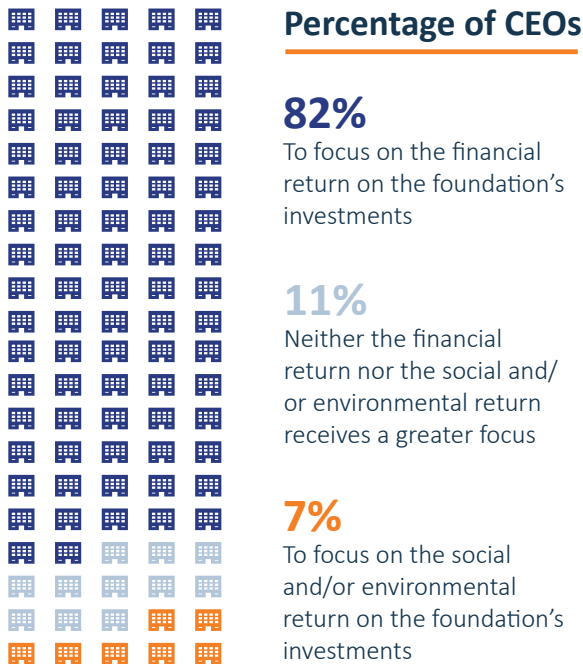 Percentage of CEOs
82%
To focus on the financial
return on the foundation’s
investments
11%
Neither the financial
return nor the social and/
or environmental return
receives a greater focus
7%
To focus on the social
and/or environmental
return on the foundation’s
investments